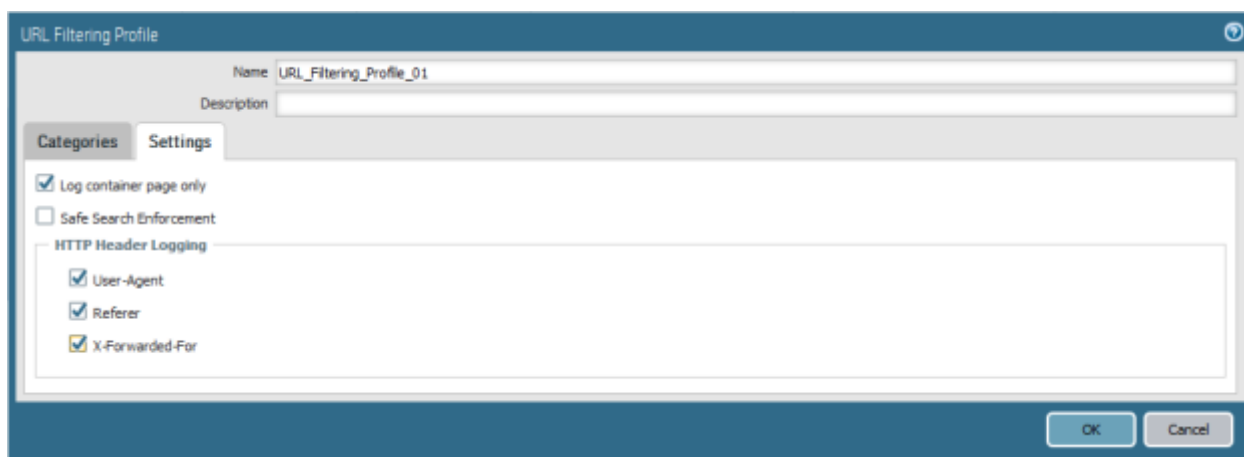 URL Filtering Profile
Name URL_Filtering_Profile_01
Description
Categories Settings
Log container page only
Safe Search Enforcement
HTTP Header Logging
User-Agent
Referer
X-Forwarded-For
OK Cancel